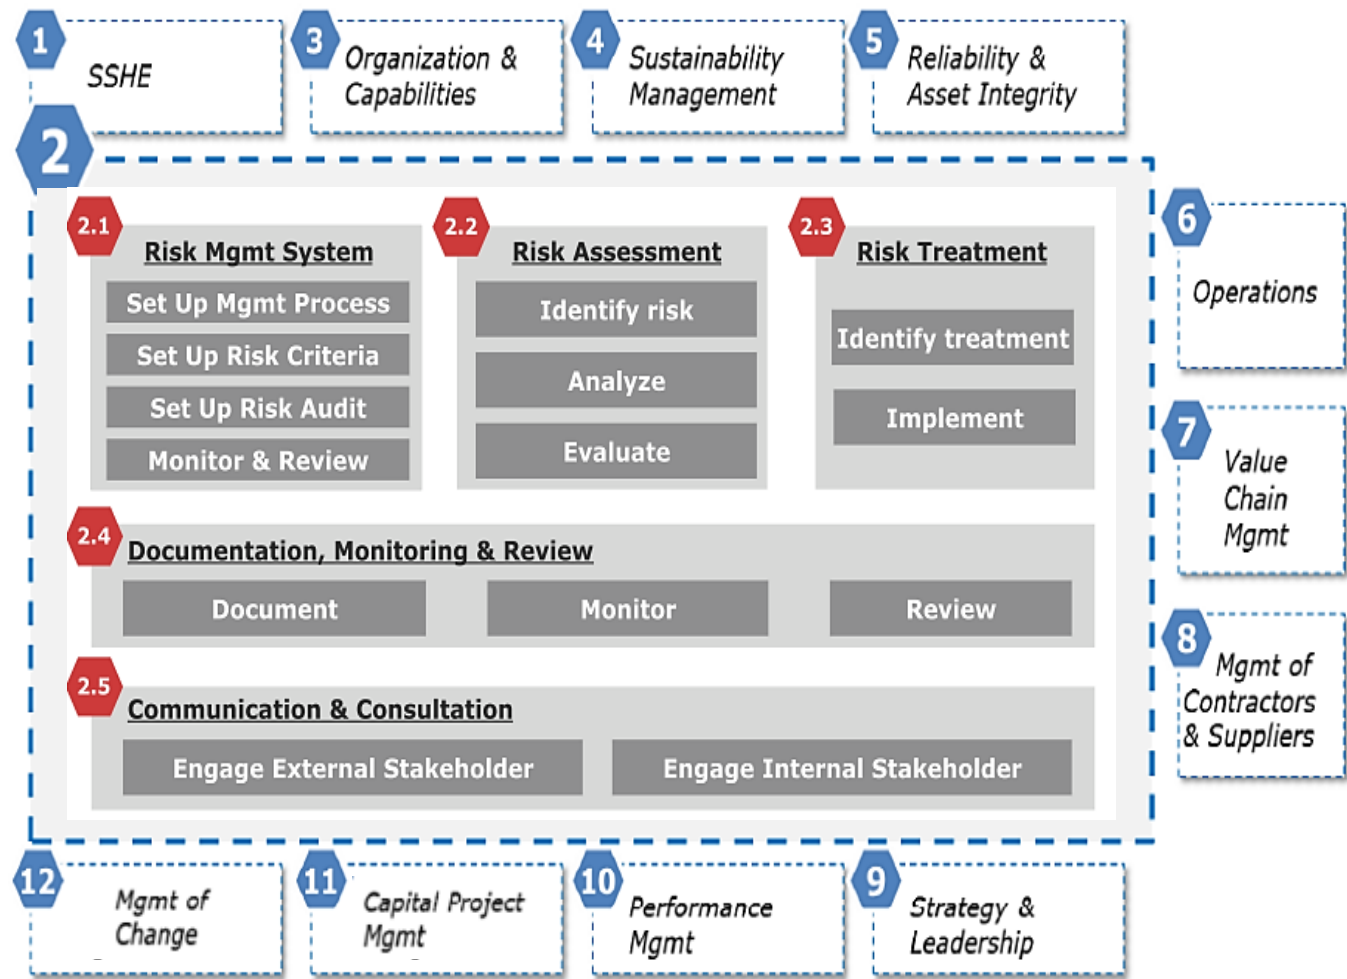 1
SSHE
3
Organization &
Capabilities
4
Sustainability
Management
5
Reliability &
Asset Integrity
2
2.1
Risk Mgmt System
Set Up Mgmt Process
Set Up Risk Criteria
Set Up Risk Audit
Monitor & Review
2.2
Risk Assessment
Identify risk
Analyze
Evaluate
2.3
Risk Treatment
Identify treatment
Implement
2.4
Documentation, Monitoring & Review
Document
Monitor
Review
2.5
Communication & Consultation
Engage External Stakeholder
Engage Internal Stakeholder
6
Operations
7
Value
Chain
Mgmt
8
Mgmt of
Contractors
& Suppliers
12
Mgmt of
Change
11
Capital Project
Mgmt
10
Performance
Mgmt
9
Strategy &
Leadership